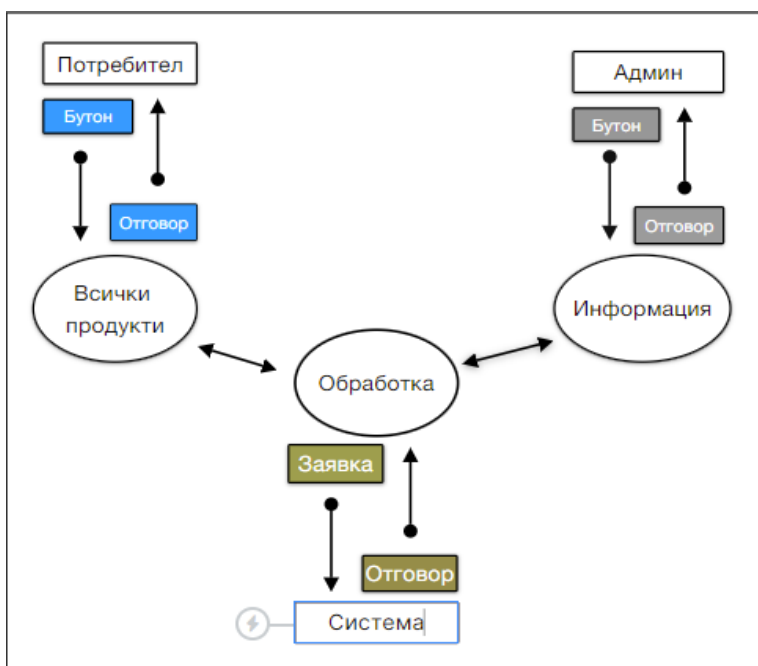 Потребител
Админ
Бутон
Бутон
Отговор
Отговор
Всички
продукти
Информация
Обработка
Заявка
Отговор
Система